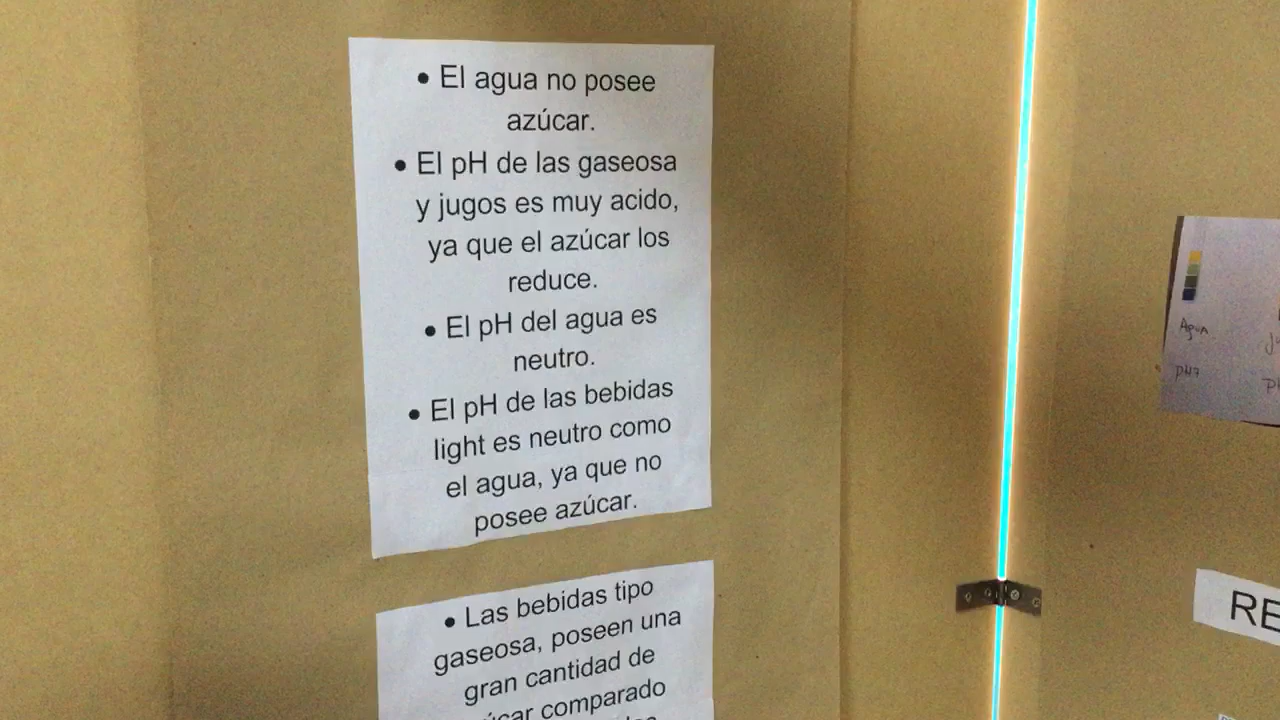 • El agua no posee
azúcar.
• El pH de las gaseosa
y jugos es muy acido,
ya que el azúcar los
reduce.
• El pH del agua es
neutro.
• El pH de las bebidas
light es neutro como
el agua, ya que no
posee azúcar.
• Las bebidas tipo
gaseosa, poseen una
gran cantidad de
comparado
Agua
pH7
RE